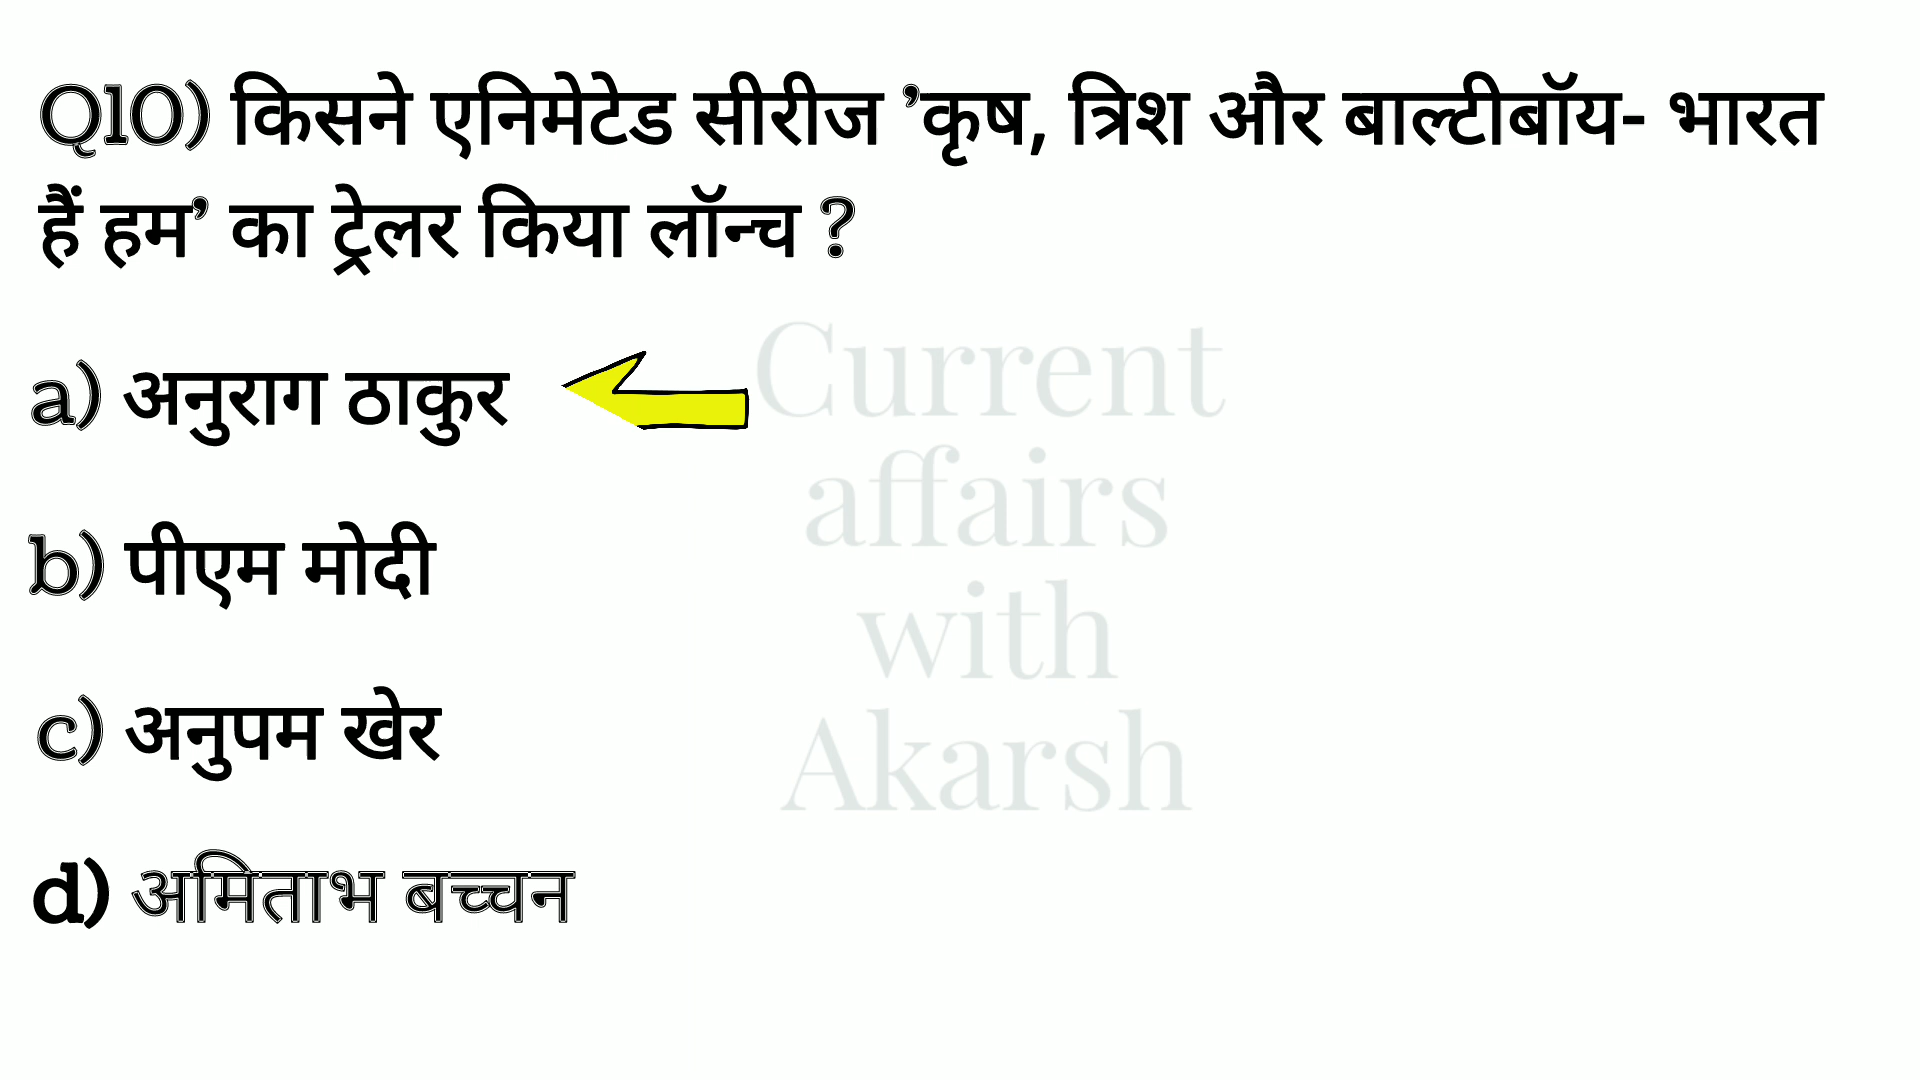 Q10) किसने एनिमेटेड सीरीज ’कृष, त्रिश और बाल्टीबॉय- भारत
हैं हम’ का ट्रेलर किया लॉन्च ?
a) अनुराग ठाकुर
b) पीएम मोदी
c) अनुपम खेर
d) अमिताभ बच्चन
Current
affairs
with
Akarsh